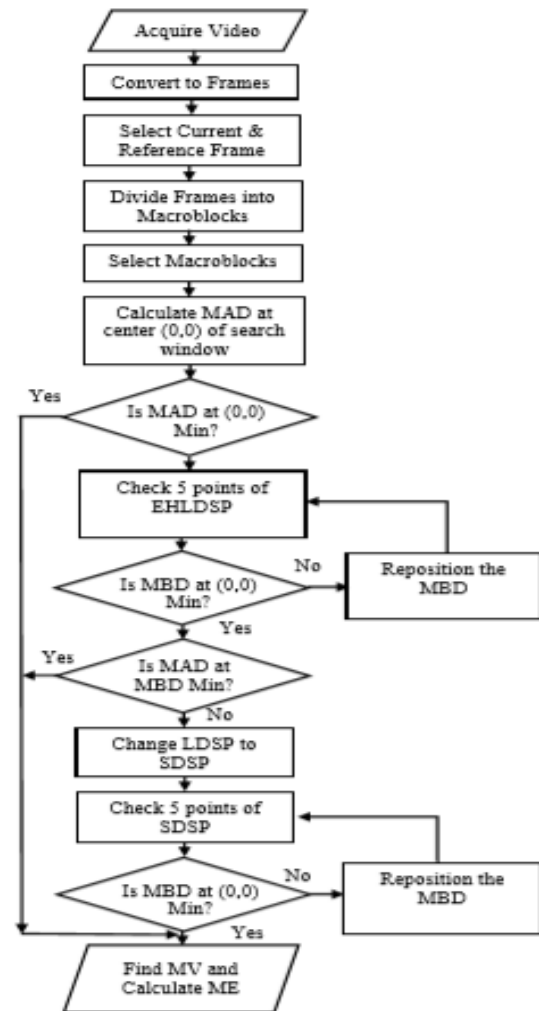 Acquire Video
Convert to Frames
Select Current &
Reference Frame
Divide Frames into
Macroblocks
Select Macroblocks
Calculate MAD at
center (0,0) of search
window
Yes
Is MAD at (0,0)
Min?
Check 5 points of
EHLDSP
No
Is MBD at (0,0)
Min?
Reposition the
MBD
Yes
Yes
Is MAD at
MBD Min?
No
Change LDSP to
SDSP
Check 5 points of
SDSP
No
Is MBD at (0,0)
Min?
Reposition the
MBD
Yes
Find MV and
Calculate ME